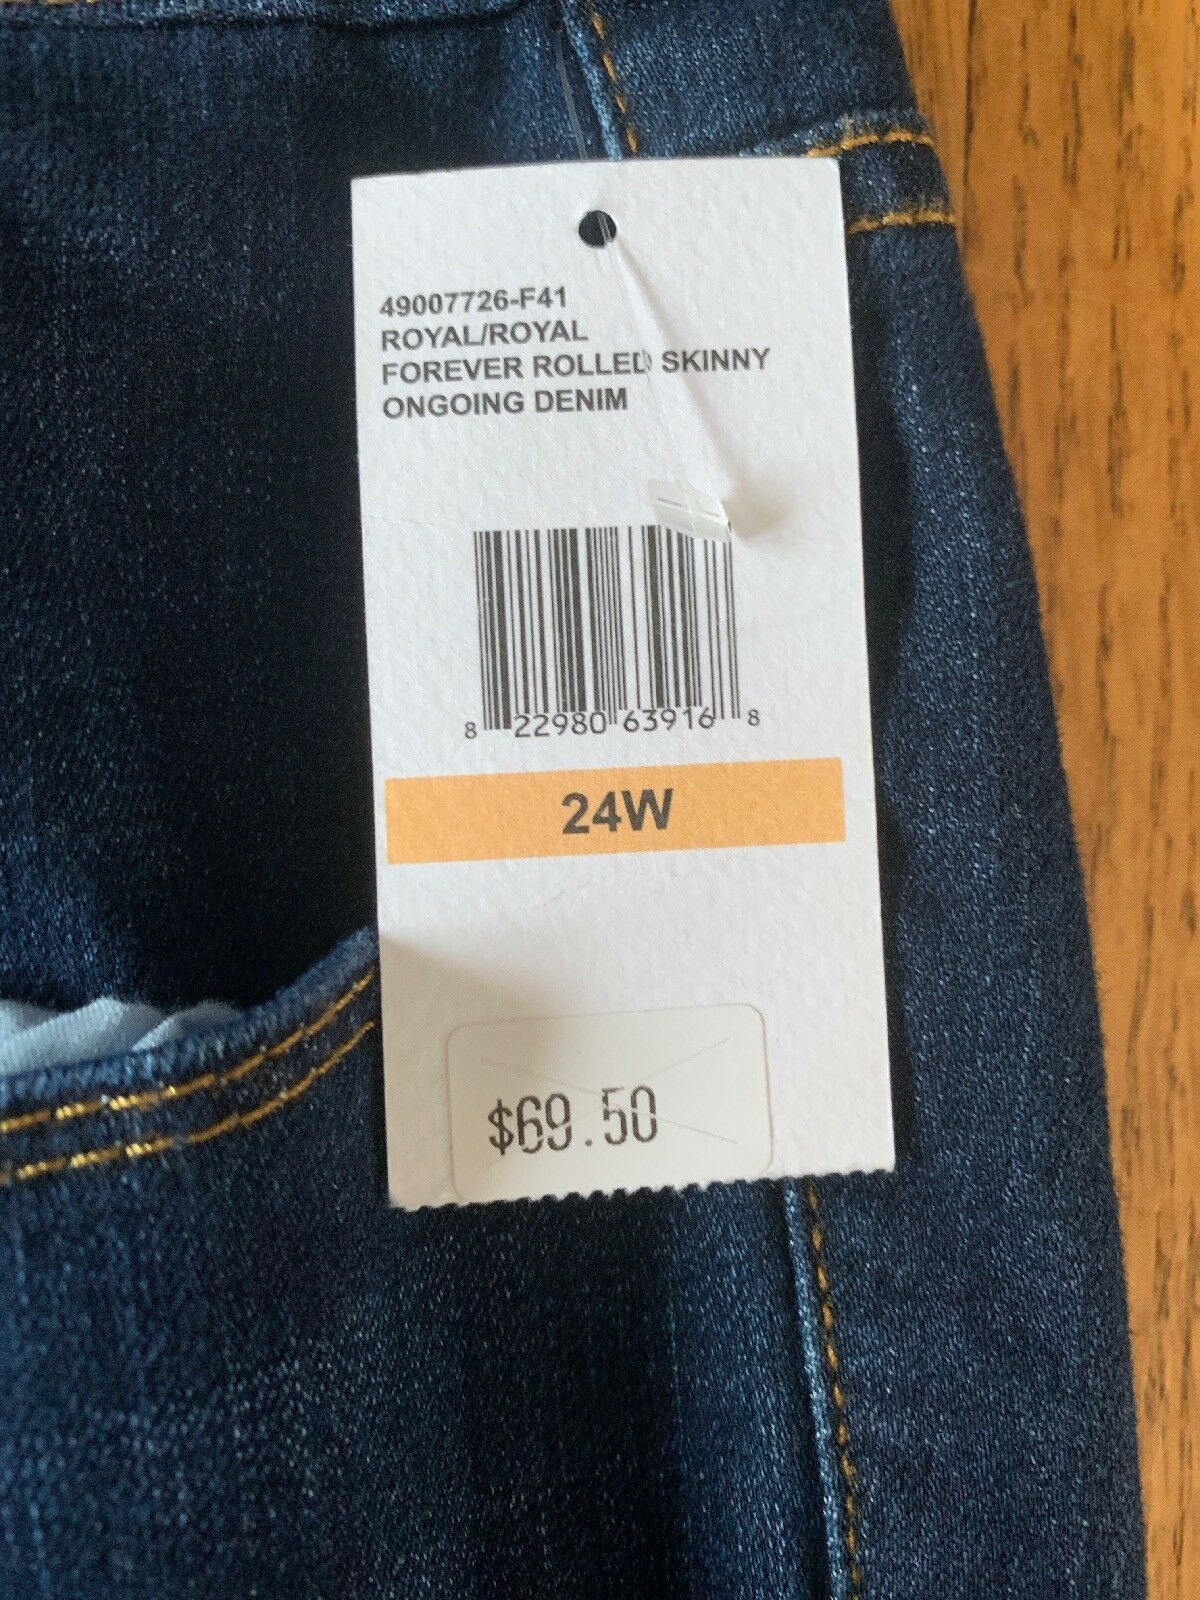 49007726-F41
ROYAL/ROYAL
FOREVER ROLLED SKINNY
ONGOING DENIM
8 22980 63916 8
24W
$69.50